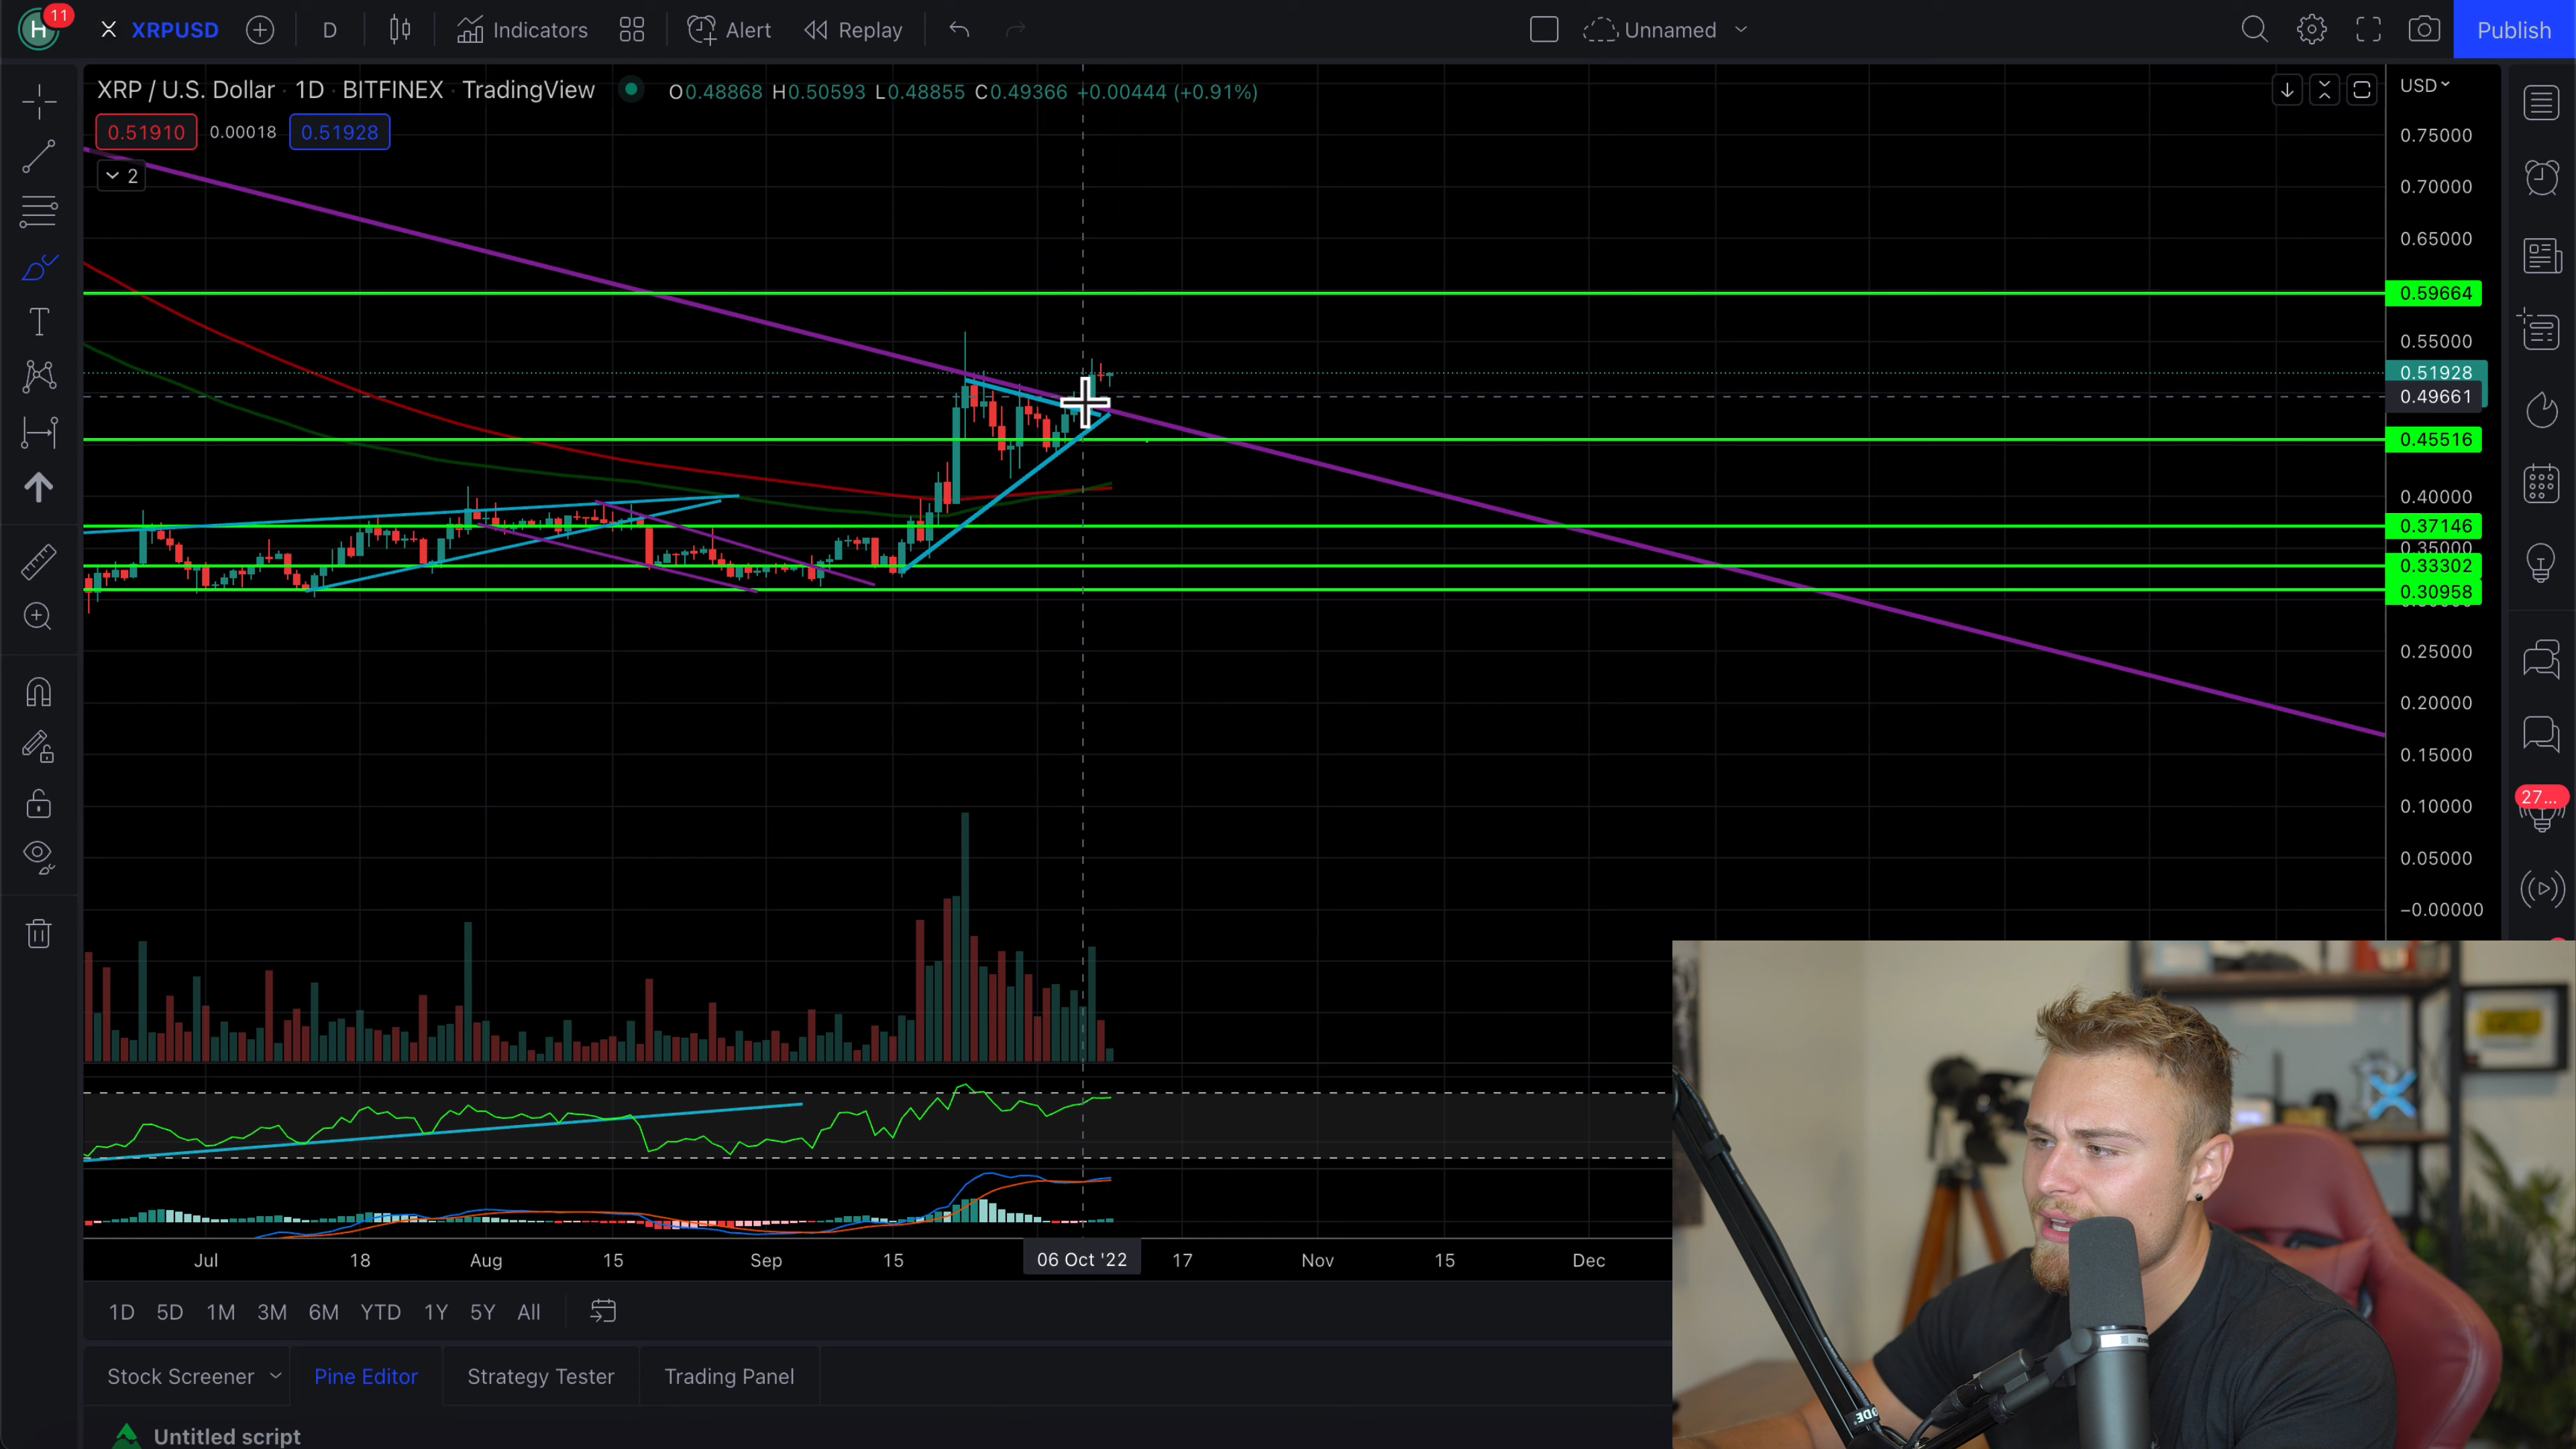 H 11 XRPUSD D Indicators Alert Replay Unnamed Publish
XRP / U.S. Dollar · 1D · BITFINEX · TradingView O0.48868 H0.50593 L0.48855 C0.49366 +0.00444 (+0.91%)
USD
0.51910 0.00018 0.51928
2
0.75000
0.70000
0.65000
0.59664
0.55000
0.51928
0.49661
0.45516
0.40000
0.37146
0.35000
0.33302
0.30958
0.25000
0.20000
0.15000
0.10000
0.05000
−0.00000
27...
Jul 18 Aug 15 Sep 15 06 Oct '22 17 Nov 15 Dec
1D 5D 1M 3M 6M YTD 1Y 5Y All
Stock Screener Pine Editor Strategy Tester Trading Panel
Untitled script